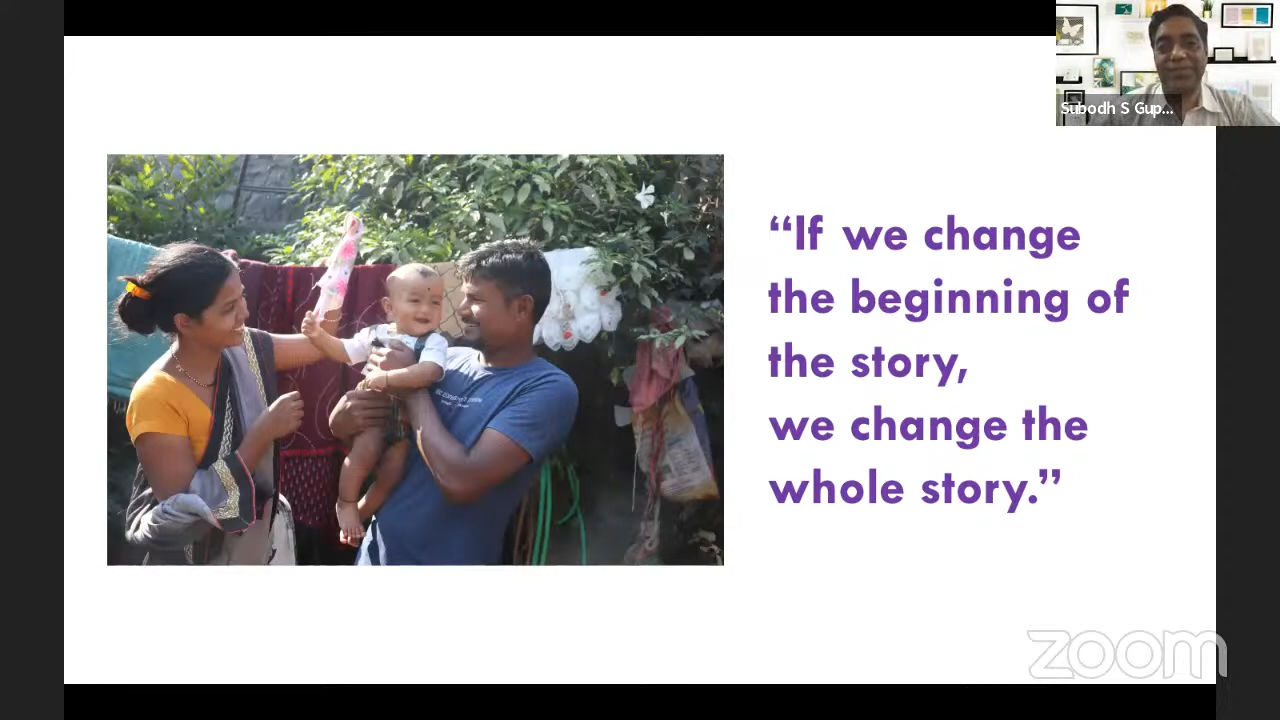 Subodh S Gup...
“If we change
the beginning of
the story,
we change the
whole story.”
zoom